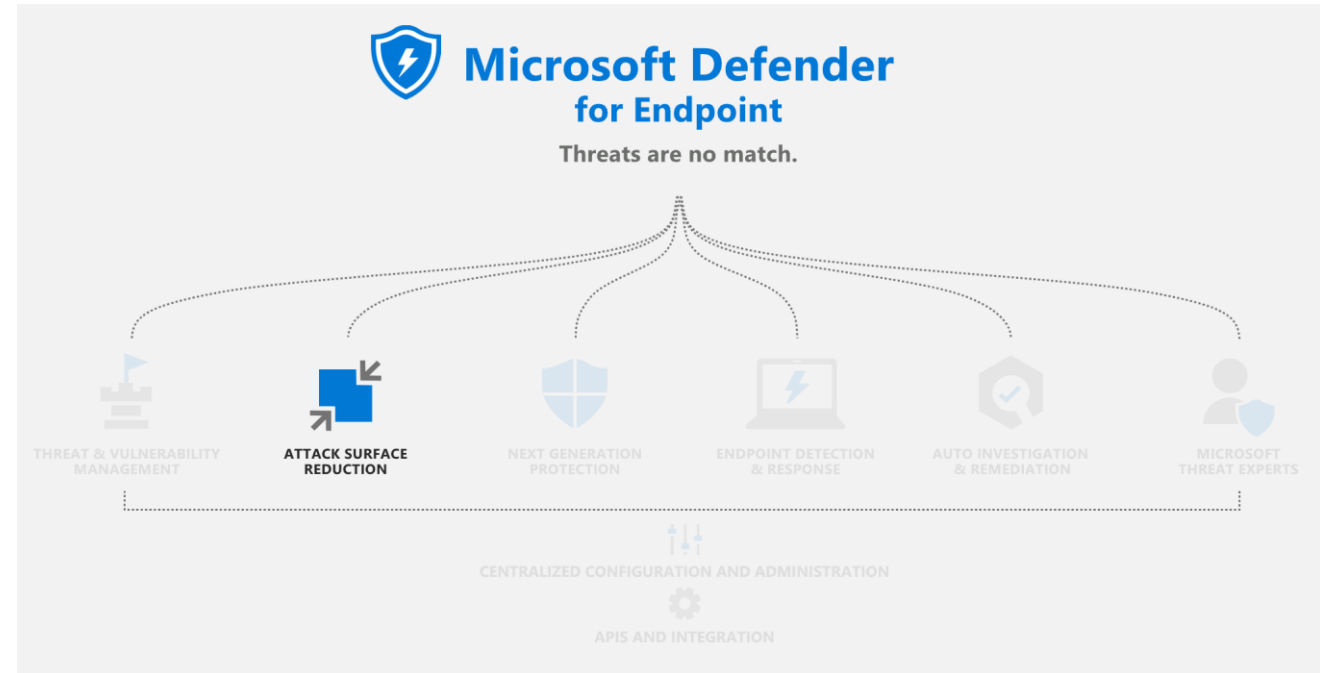 Microsoft Defender
for Endpoint
Threats are no match.
THREAT & VULNERABILITY
MANAGEMENT
ATTACK SURFACE
REDUCTION
NEXT GENERATION
PROTECTION
ENDPOINT DETECTION
& RESPONSE
AUTO INVESTIGATION
& REMEDIATION
MICROSOFT
THREAT EXPERTS
CENTRALIZED CONFIGURATION AND ADMINISTRATION
APIS AND INTEGRATION